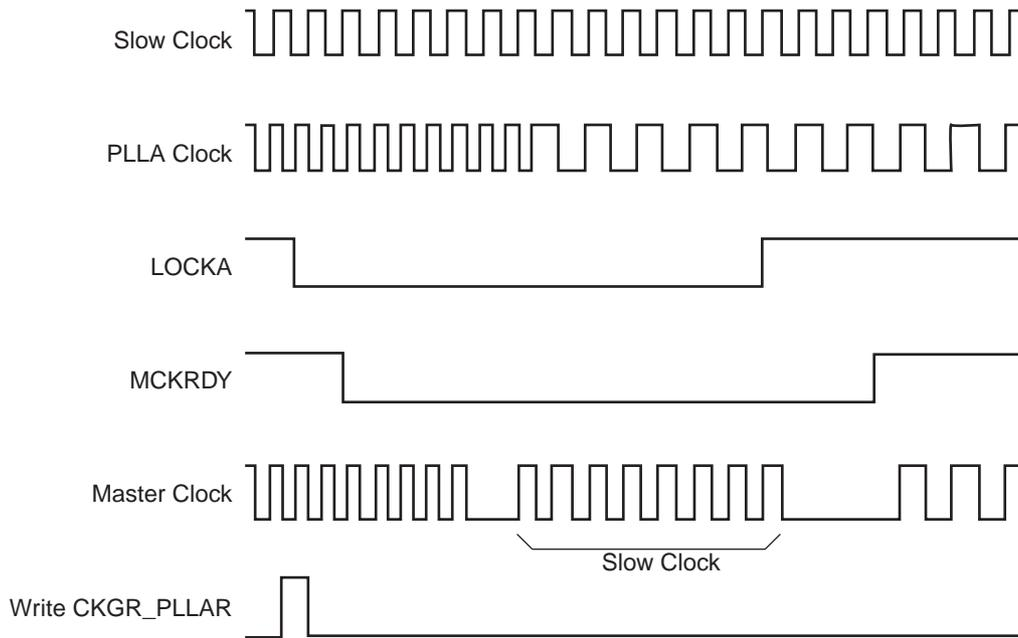 Slow Clock
PLLA Clock
LOCKA
MCKRDY
Master Clock
Slow Clock
Write CKGR_PLLAR